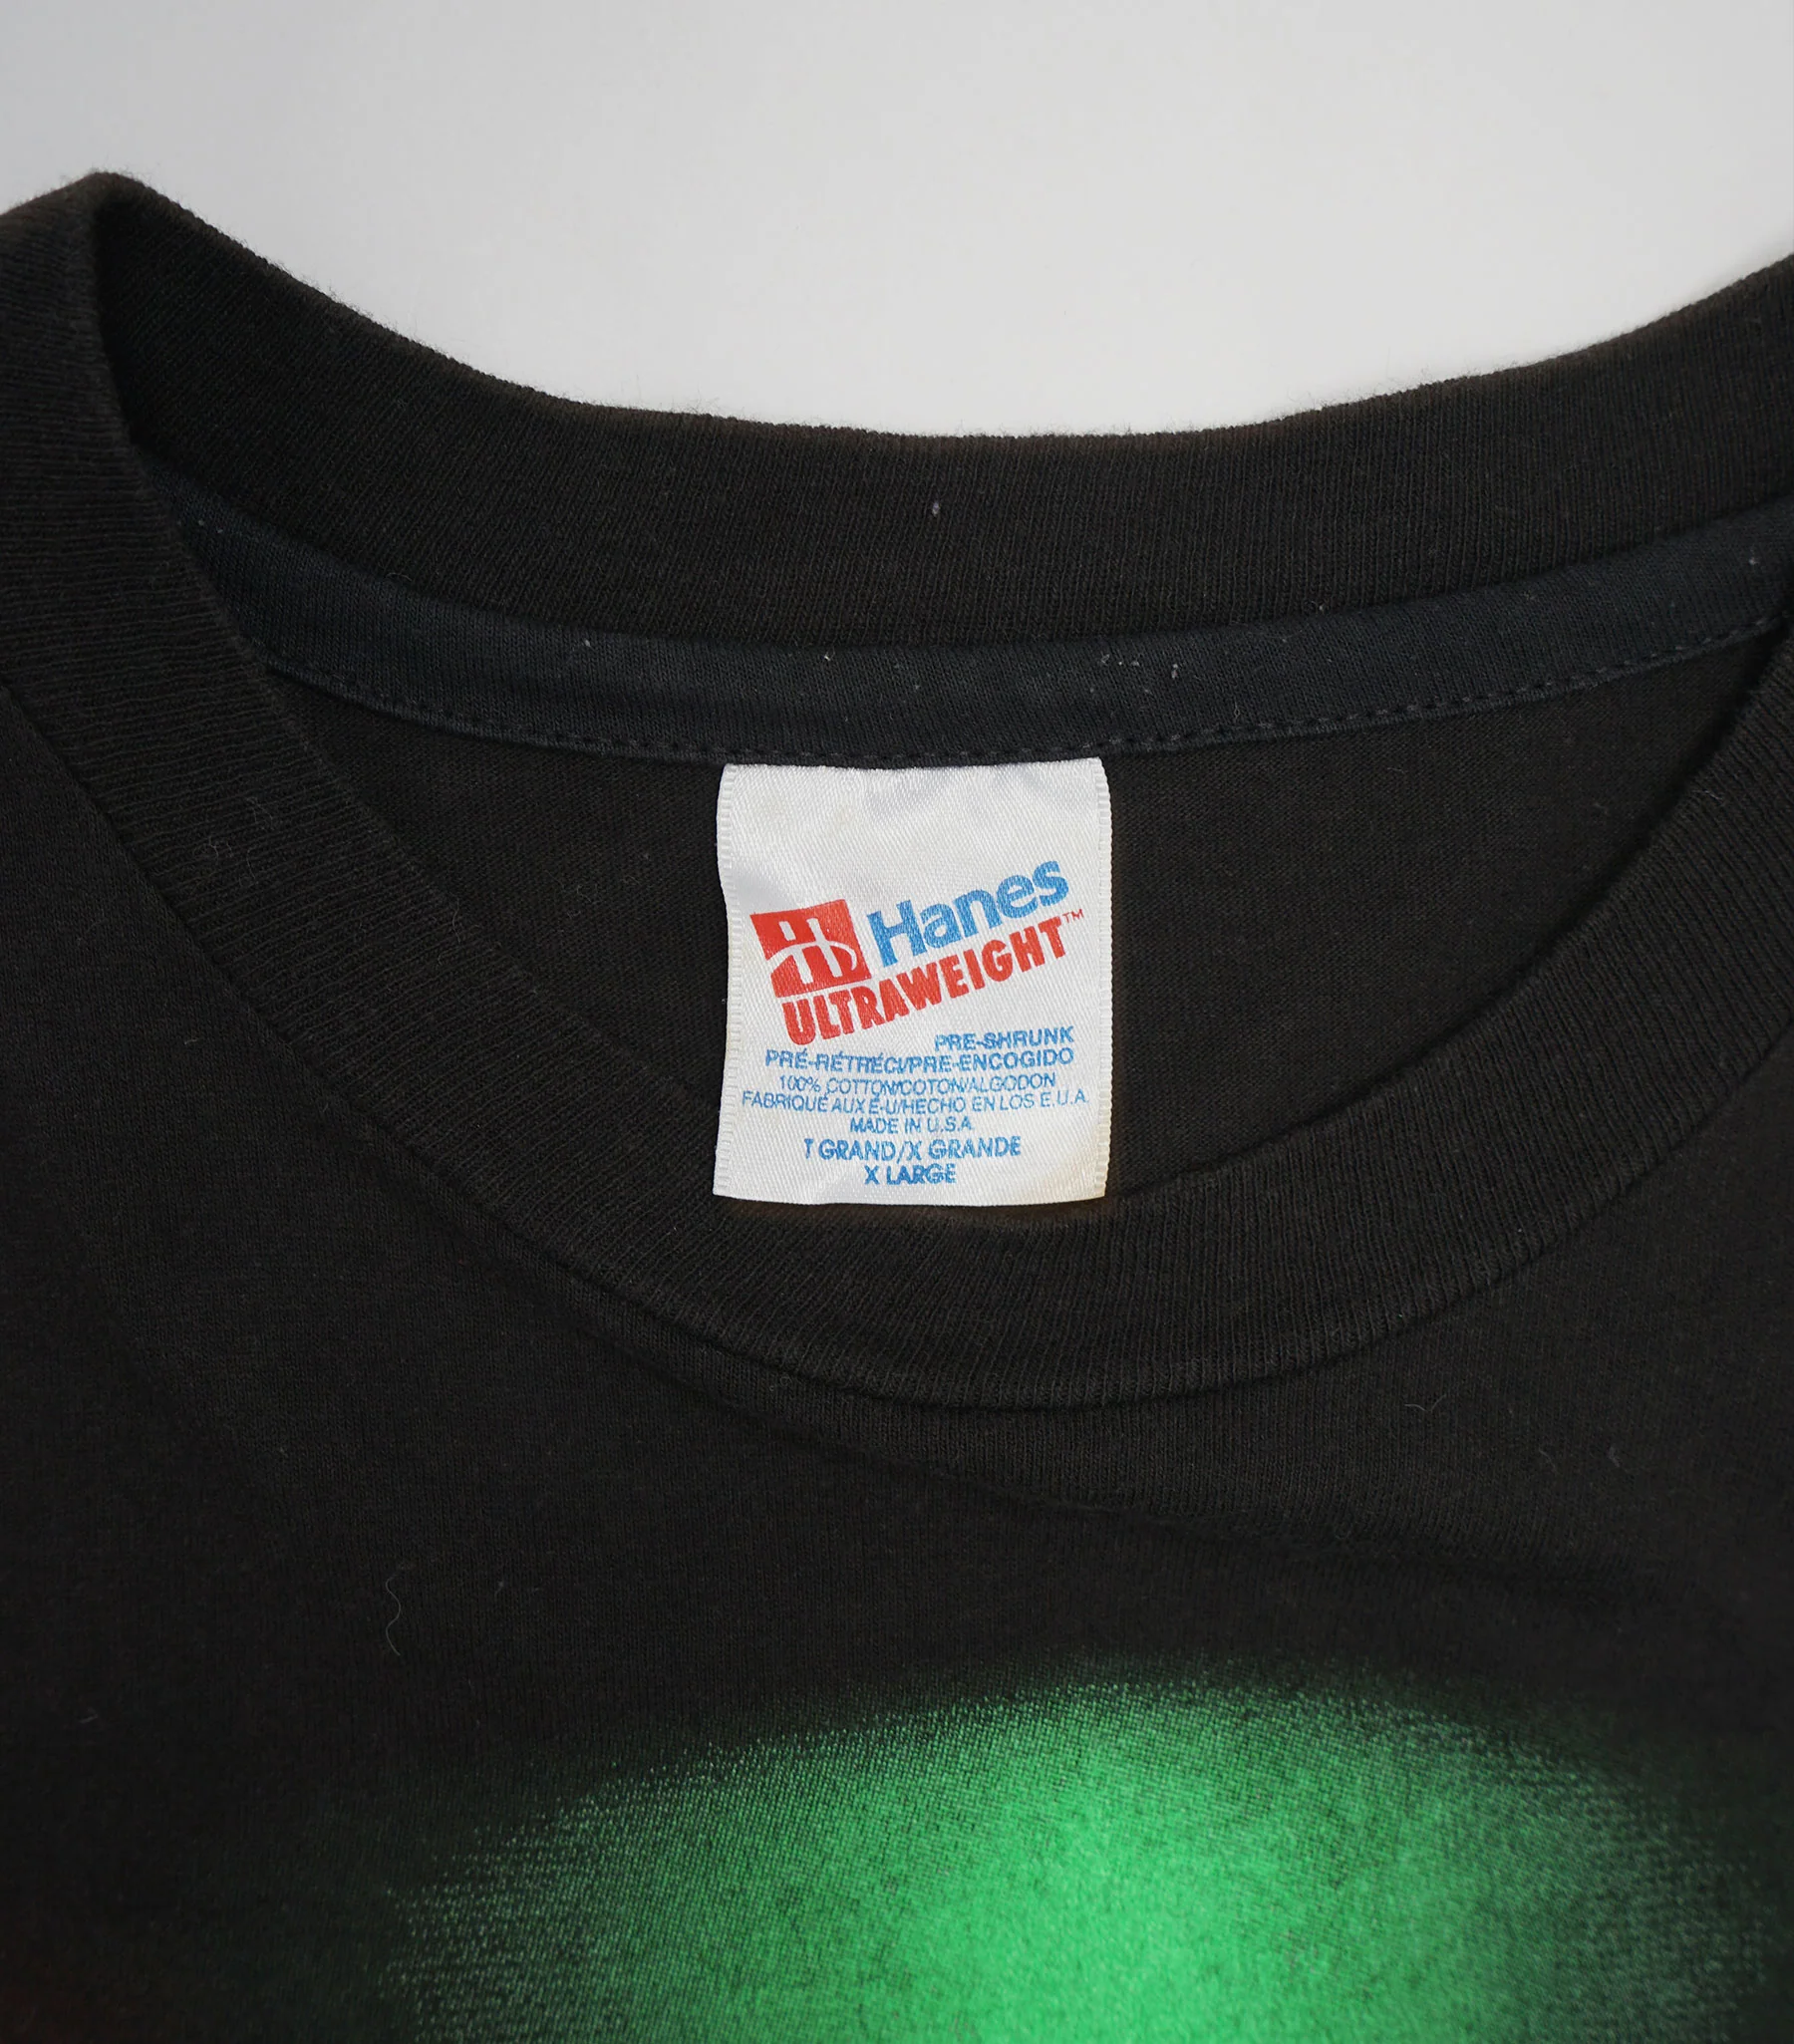 Hanes
ULTRAWEIGHT™
PRE-SHRUNK
PRÉ-RÉTRÉCI/PRE-ENCOGIDO
100% COTTON/COTON/ALGODON
FABRIQUÉ AUX É-U/HECHO EN LOS E.U.A.
MADE IN U.S.A.
T GRAND/X GRANDE
X LARGE